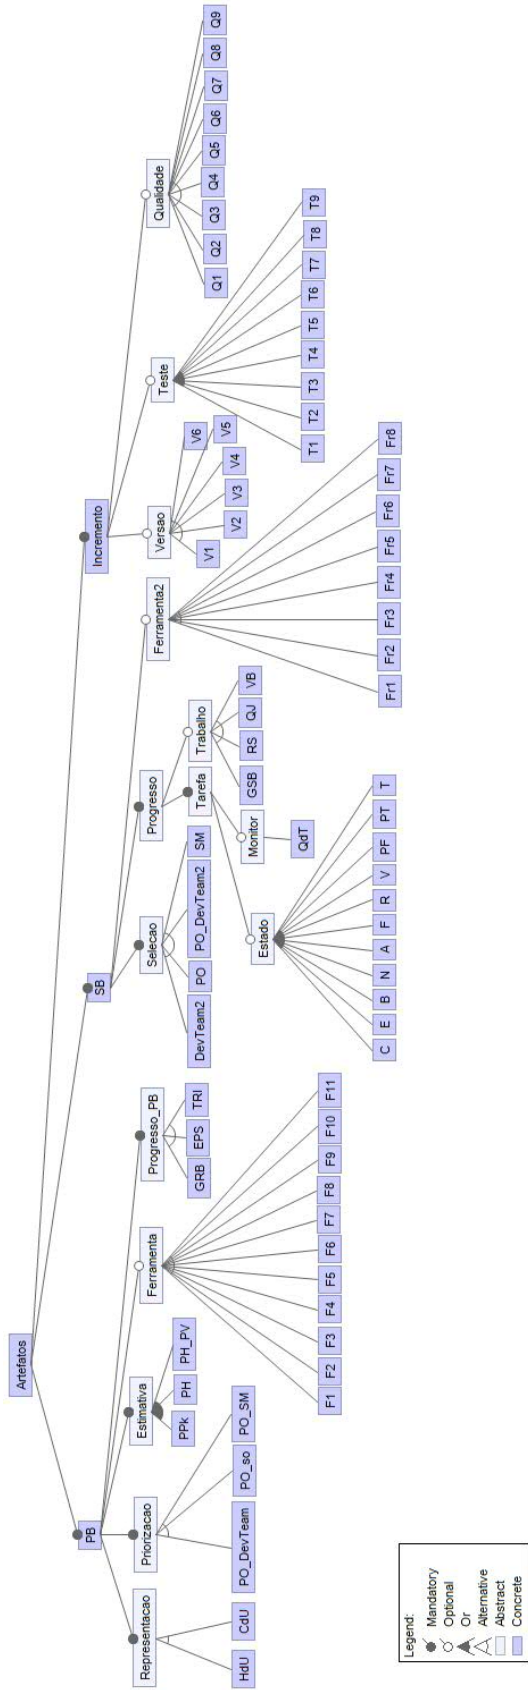 Artefatos
PB
SB
Incremento
Representacao
Priorizacao
Estimativa
Ferramenta
Progresso_PB
Selecao
Progresso
Ferramenta2
Versao
Teste
Qualidade
HdU
CdU
PO_DevTeam
PO_so
PO_SM
PPk
PH
PH_PV
F1
F2
F3
F4
F5
F6
F7
F8
F9
F10
F11
GRB
EPS
TRI
DevTeam2
PO
PO_DevTeam2
SM
Tarefa
Trabalho
Estado
Monitor
C
E
B
N
A
F
R
V
PF
PT
T
QdT
GSB
RS
QJ
VB
Fr1
Fr2
Fr3
Fr4
Fr5
Fr6
Fr7
Fr8
V1
V2
V3
V4
V5
V6
T1
T2
T3
T4
T5
T6
T7
T8
T9
Q1
Q2
Q3
Q4
Q5
Q6
Q7
Q8
Q9
Legend:
Mandatory
Optional
Or
Alternative
Abstract
Concrete